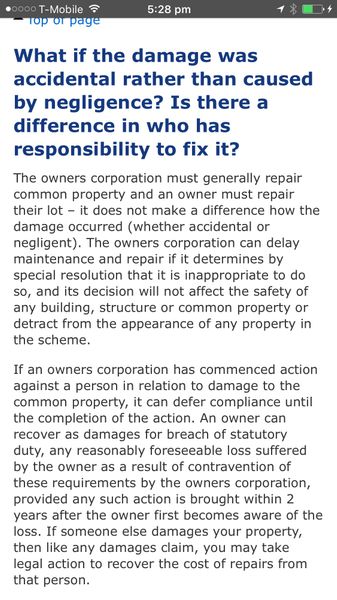 T-Mobile 5:28 pm
Top of page
What if the damage was
accidental rather than caused
by negligence? Is there a
difference in who has
responsibility to fix it?
The owners corporation must generally repair
common property and an owner must repair
their lot – it does not make a difference how the
damage occurred (whether accidental or
negligent). The owners corporation can delay
maintenance and repair if it determines by
special resolution that it is inappropriate to do
so, and its decision will not affect the safety of
any building, structure or common property or
detract from the appearance of any property in
the scheme.
If an owners corporation has commenced action
against a person in relation to damage to the
common property, it can defer compliance until
the completion of the action. An owner can
recover as damages for breach of statutory
duty, any reasonably foreseeable loss suffered
by the owner as a result of contravention of
these requirements by the owners corporation,
provided any such action is brought within 2
years after the owner first becomes aware of the
loss. If someone else damages your property,
then like any damages claim, you may take
legal action to recover the cost of repairs from
that person.